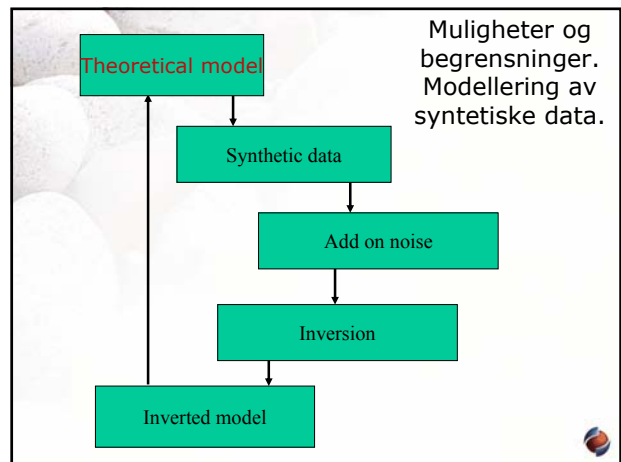 Muligheter og
begrensninger.
Modellering av
syntetiske data.
Theoretical model
Synthetic data
Add on noise
Inversion
Inverted model